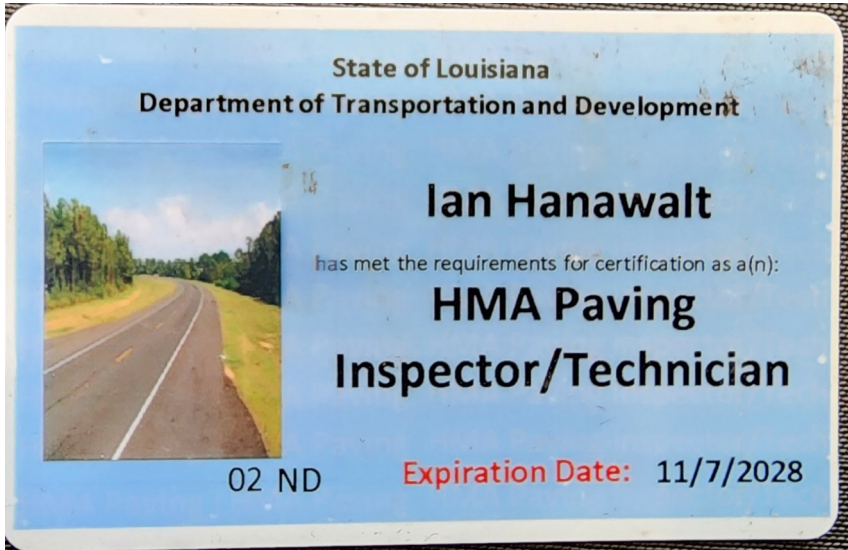 State of Louisiana
Department of Transportation and Development
Ian Hanawalt
has met the requirements for certification as a(n):
HMA Paving
Inspector/Technician
02 ND
Expiration Date: 11/7/2028